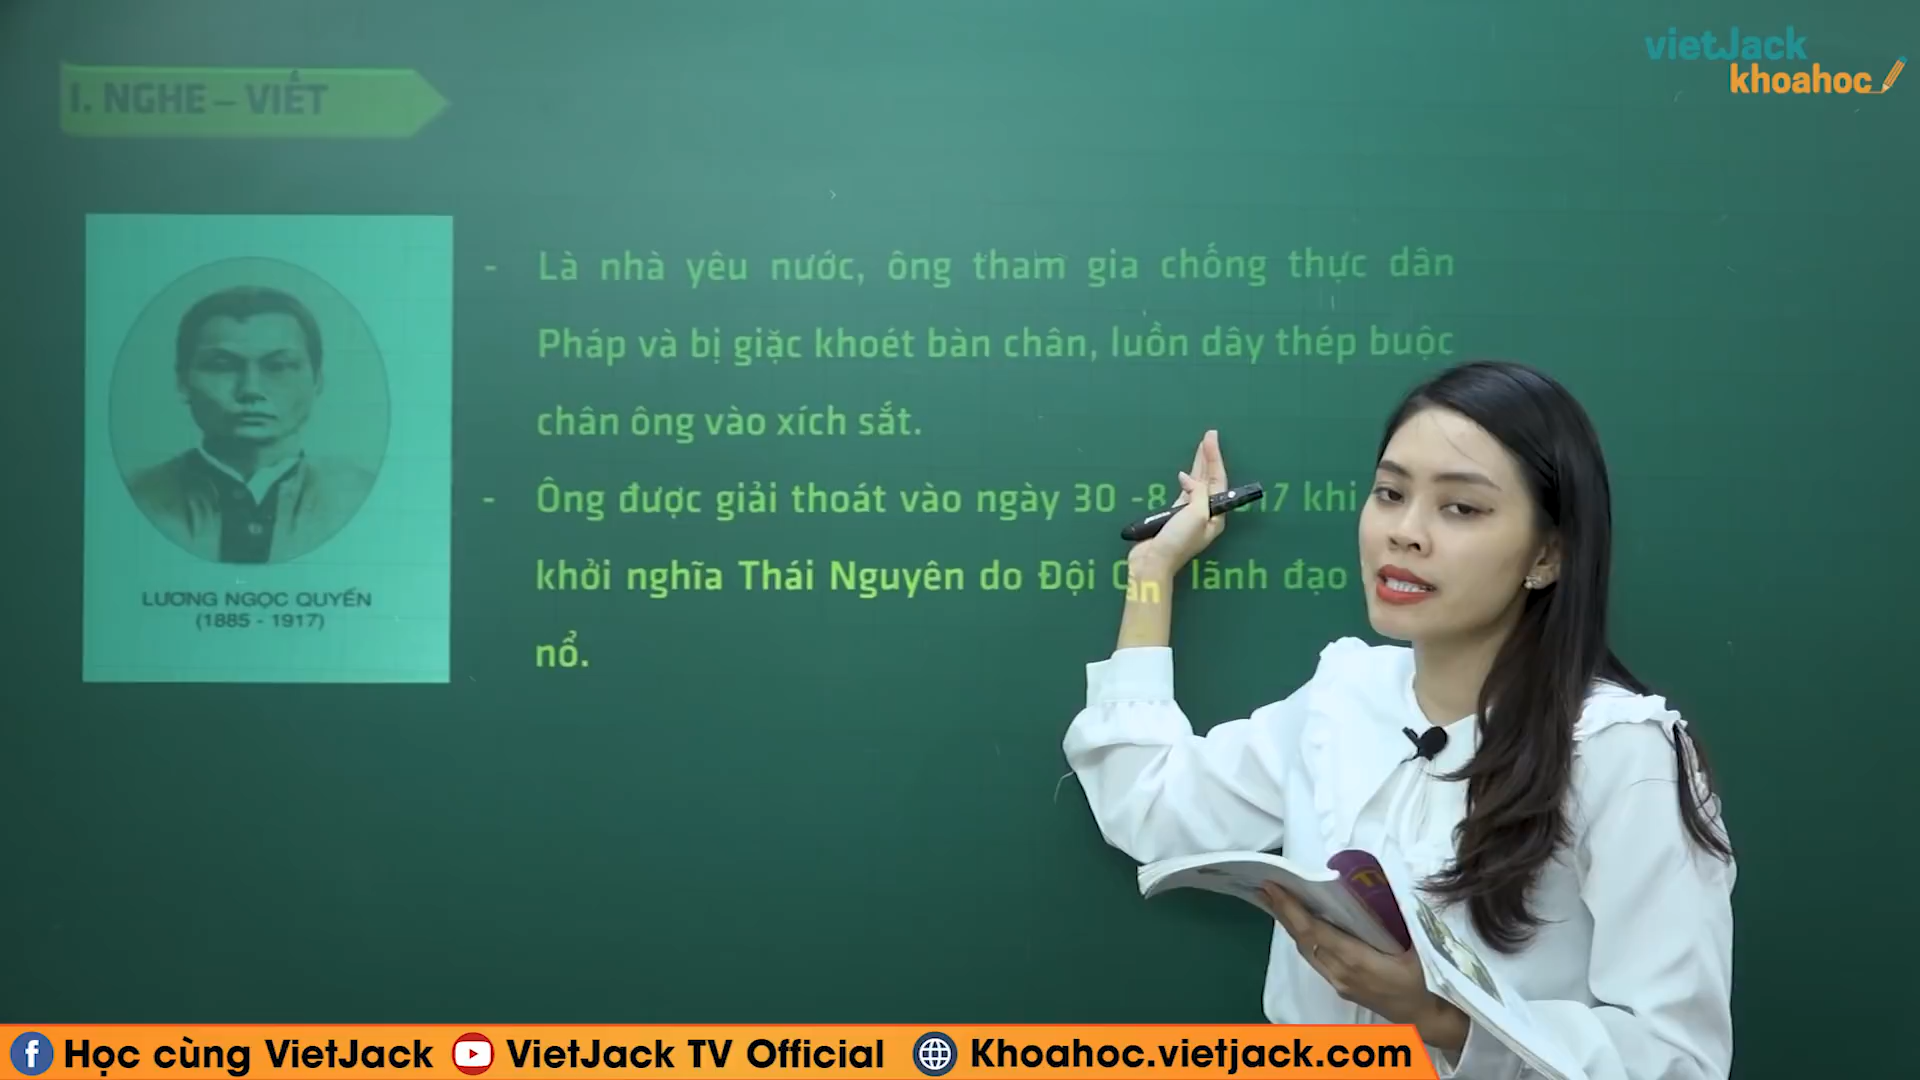 vietJack
khoahoc
I. NGHE – VIẾT
- Là nhà yêu nước, ông tham gia chống thực dân
Pháp và bị giặc khoét bàn chân, luồn dây thép buộc
chân ông vào xích sắt.
- Ông được giải thoát vào ngày 30 -8 17 khi
khởi nghĩa Thái Nguyên do Đội Cấn lãnh đạo
nổ.
LƯƠNG NGỌC QUYẾN
(1885 - 1917)
Học cùng VietJack VietJack TV Official Khoahoc.vietjack.com